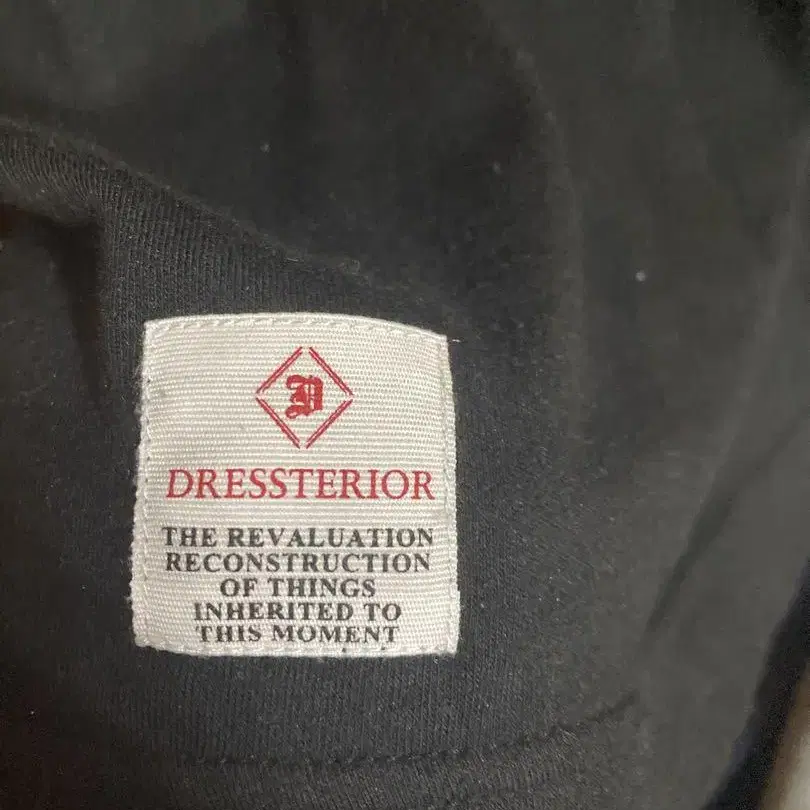 D
DRESSTERIOR
THE REVALUATION
RECONSTRUCTION
OF THINGS
INHERITED TO
THIS MOMENT